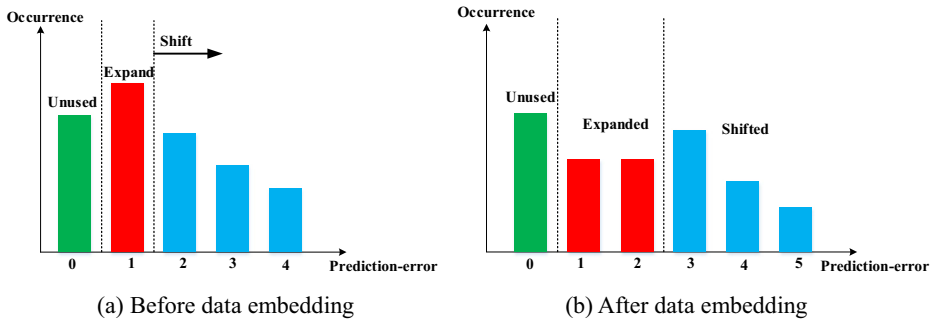 Occurrence
Shift
Expand
Unused
0 1 2 3 4
Prediction-error
(a) Before data embedding
Occurrence
Unused
Expanded
Shifted
0 1 2 3 4 5
Prediction-error
(b) After data embedding